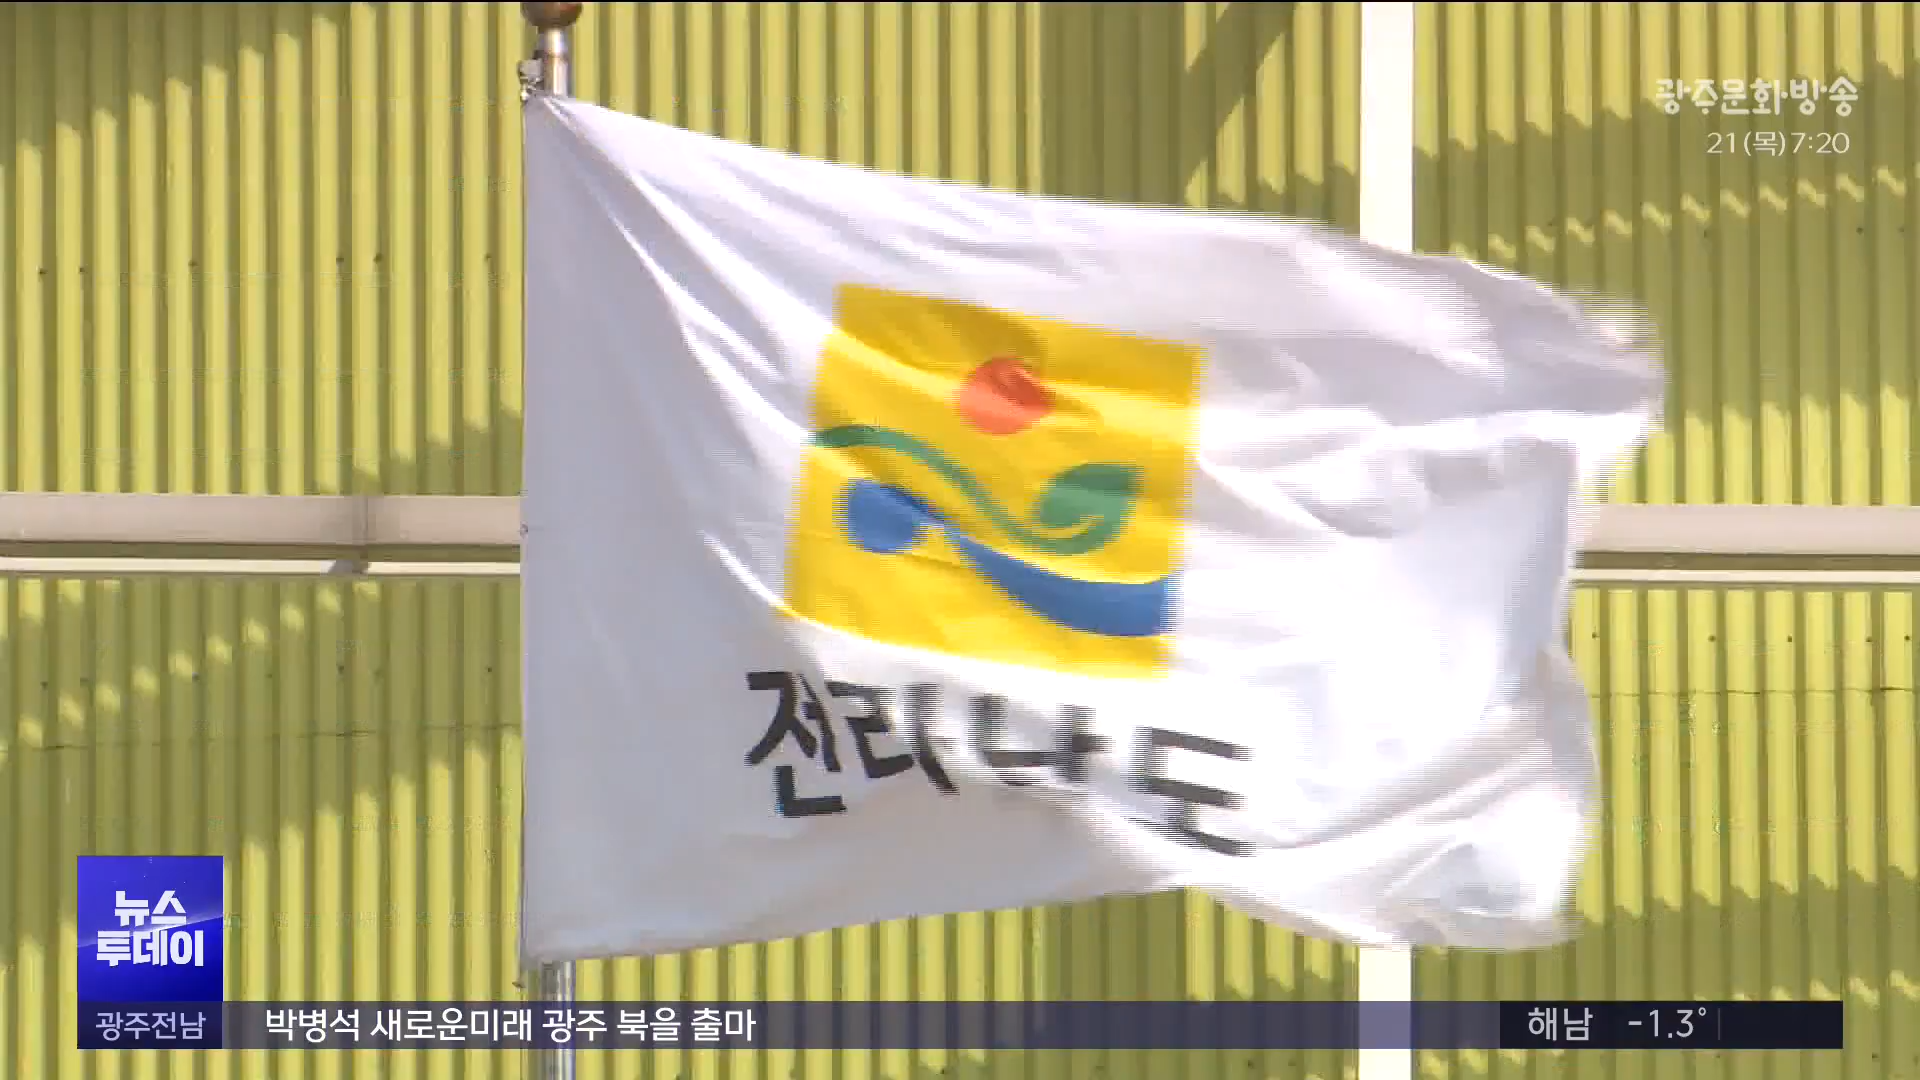 광주문화방송
21(목)7:20
전라남도
뉴스
투데이
광주전남
박병석 새로운미래 광주 북을 출마
해남 -1.3°